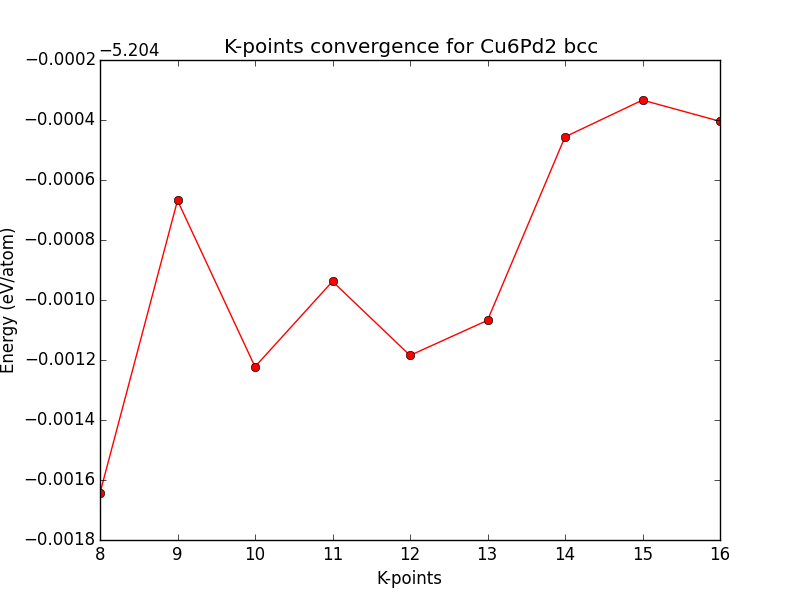 K-points convergence for Cu6Pd2 bcc
−5.204
−0.0002
−0.0004
−0.0006
−0.0008
−0.0010
−0.0012
−0.0014
−0.0016
−0.0018
Energy (eV/atom)
8 9 10 11 12 13 14 15 16
K-points